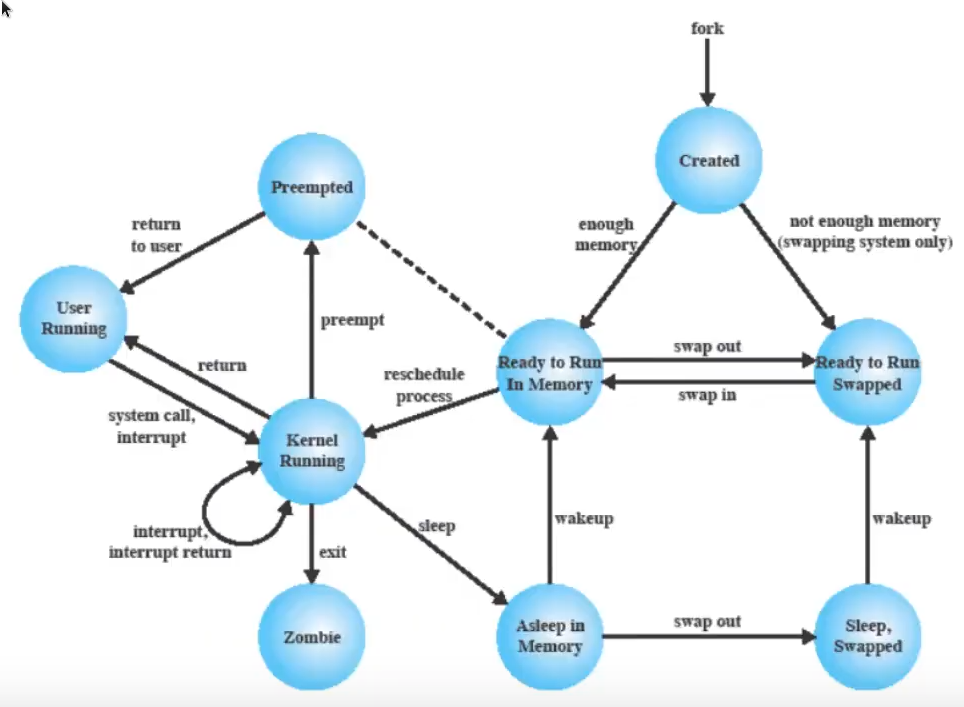 fork
Created
Preempted
return
to user
enough
memory
not enough memory
(swapping system only)
User
Running
preempt
return
reschedule
process
Ready to Run
In Memory
swap out
swap in
Ready to Run
Swapped
system call,
interrupt
Kernel
Running
interrupt,
interrupt return
sleep
wakeup
wakeup
exit
Zombie
Asleep in
Memory
swap out
Sleep,
Swapped